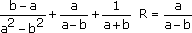 (b-a)/(a²-b²) + a/(a-b) + 1/(a+b)  R = a/(a-b)